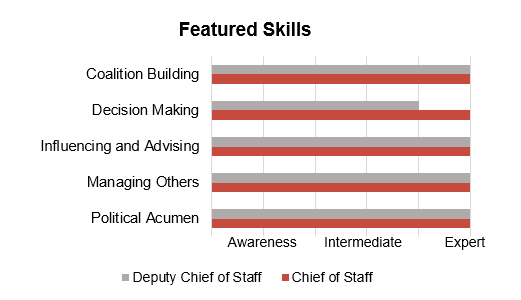 Featured Skills
Coalition Building
Decision Making
Influencing and Advising
Managing Others
Political Acumen
Awareness Intermediate Expert
Deputy Chief of Staff Chief of Staff